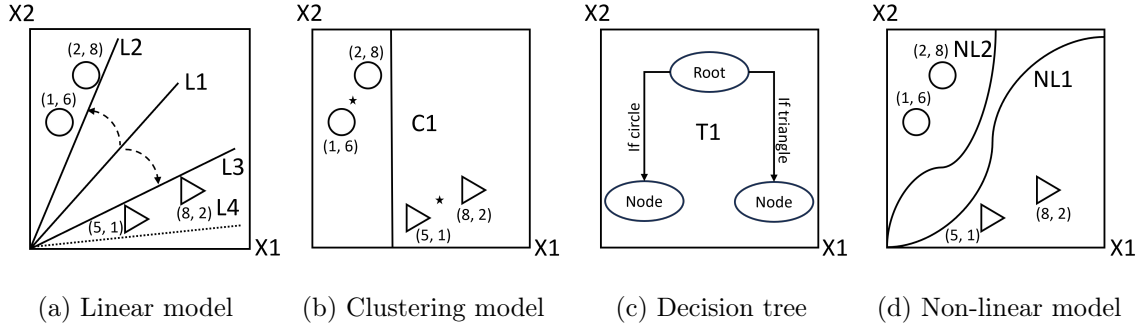 X2
(2, 8)
L2
L1
(1, 6)
L3
(8, 2)
L4
(5, 1)
X1
(a) Linear model
X2
(2, 8)
(1, 6)
C1
(8, 2)
(5, 1)
X1
(b) Clustering model
X2
Root
If circle
T1
If triangle
Node
Node
X1
(c) Decision tree
X2
(2, 8)
NL2
NL1
(1, 6)
(8, 2)
(5, 1)
X1
(d) Non-linear model